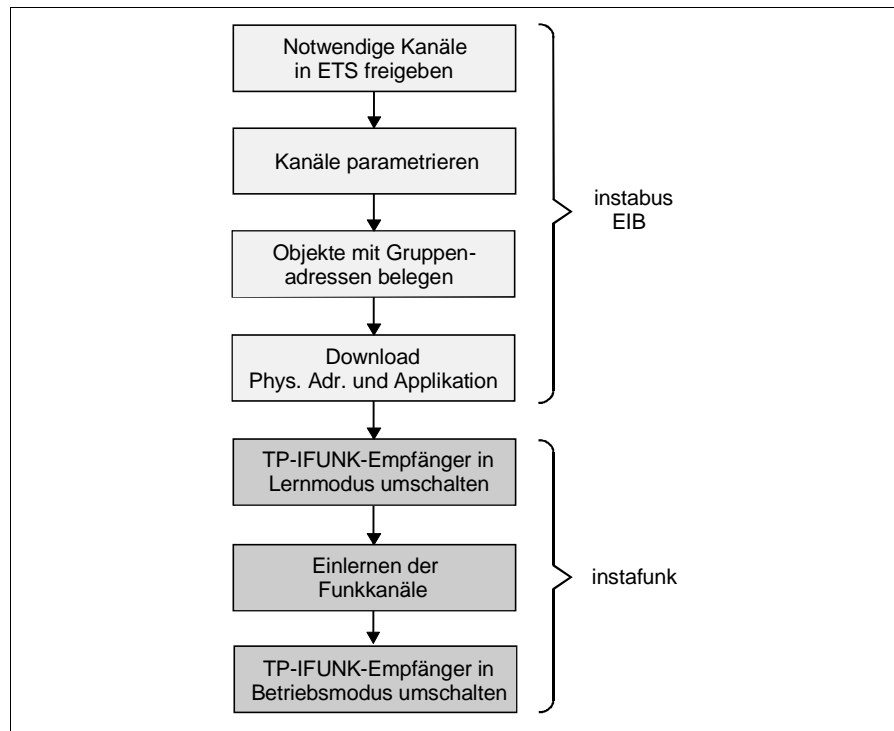 Notwendige Kanäle
in ETS freigeben
Kanäle parametrieren
Objekte mit Gruppen-
adressen belegen
Download
Phys. Adr. und Applikation
instabus
EIB
TP-IFUNK-Empfänger in
Lernmodus umschalten
Einlernen der
Funkkanäle
TP-IFUNK-Empfänger in
Betriebsmodus umschalten
instafunk